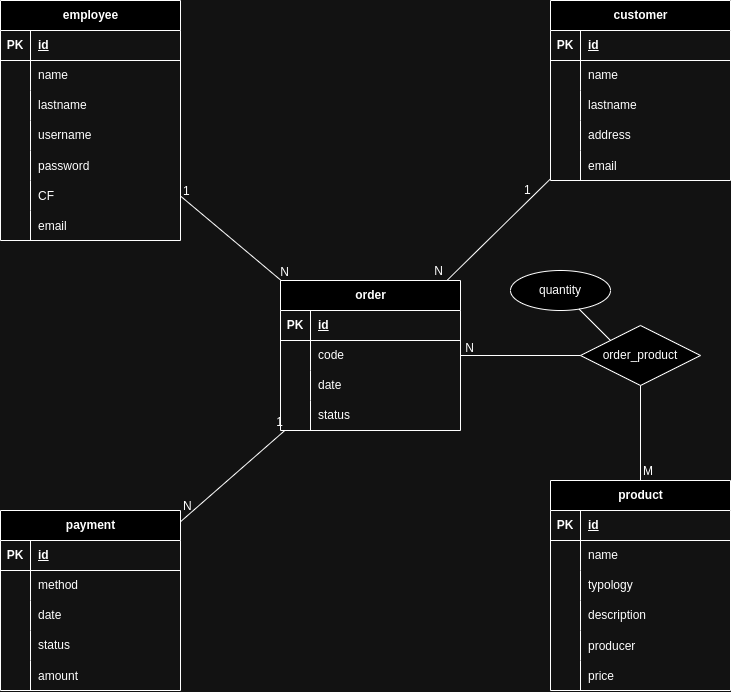 employee
PK id
name
lastname
username
password
CF
email
customer
PK id
name
lastname
address
email
1
N
1
N
order
PK id
code
date
status
quantity
order_product
N
M
1
N
payment
PK id
method
date
status
amount
product
PK id
name
typology
description
producer
price